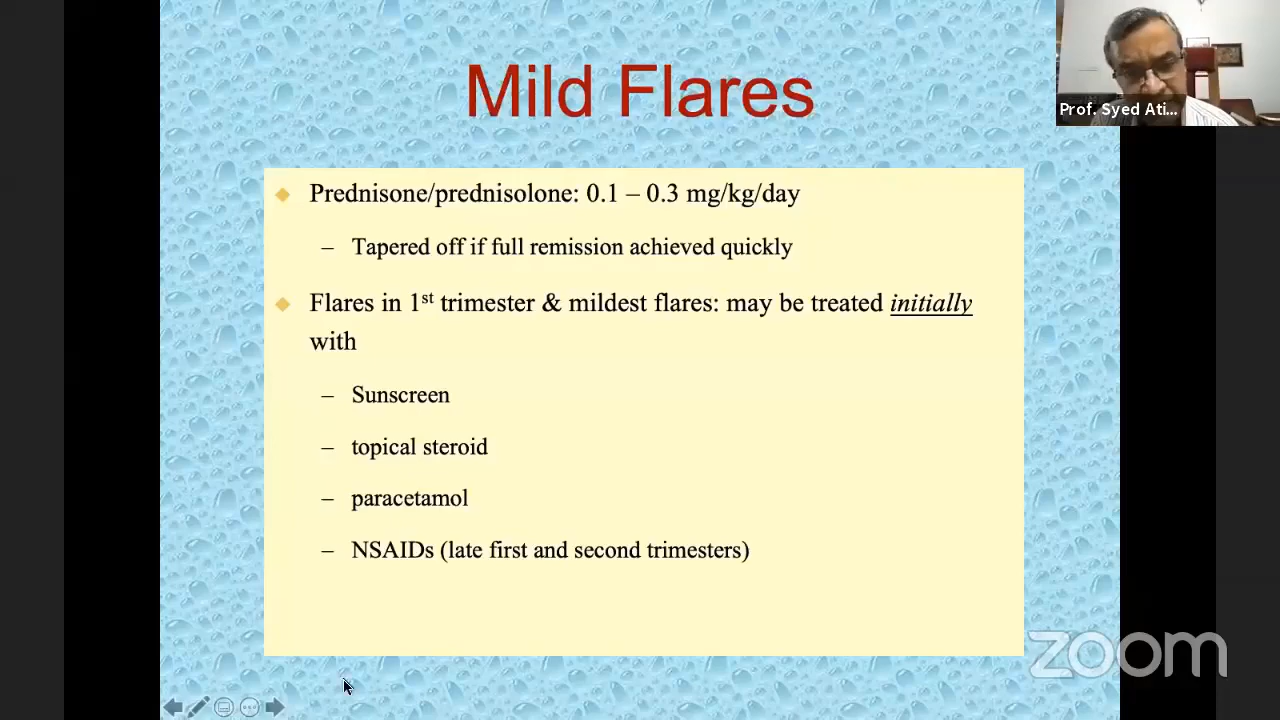 Mild Flares
Prof. Syed Ati...
Prednisone/prednisolone: 0.1 – 0.3 mg/kg/day
– Tapered off if full remission achieved quickly
Flares in 1st trimester & mildest flares: may be treated initially
with
– Sunscreen
– topical steroid
– paracetamol
– NSAIDs (late first and second trimesters)
zoom